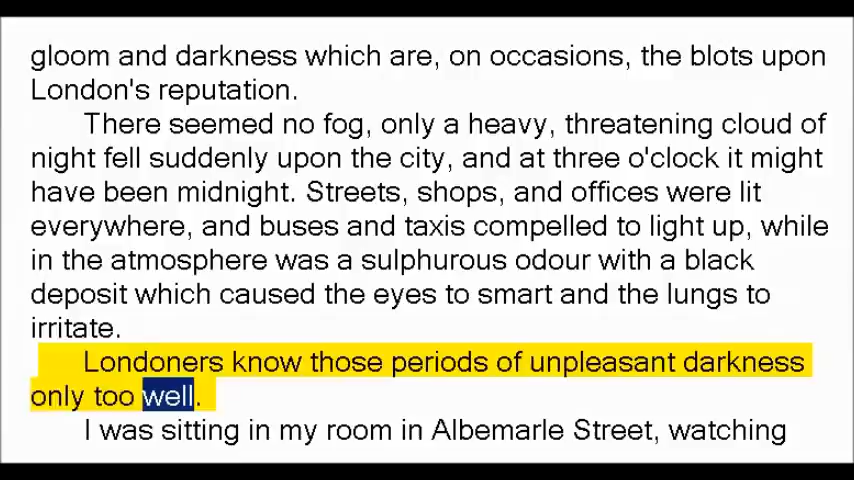 gloom and darkness which are, on occasions, the blots upon
London's reputation.
There seemed no fog, only a heavy, threatening cloud of
night fell suddenly upon the city, and at three o'clock it might
have been midnight. Streets, shops, and offices were lit
everywhere, and buses and taxis compelled to light up, while
in the atmosphere was a sulphurous odour with a black
deposit which caused the eyes to smart and the lungs to
irritate.
Londoners know those periods of unpleasant darkness
only too well.
I was sitting in my room in Albemarle Street, watching